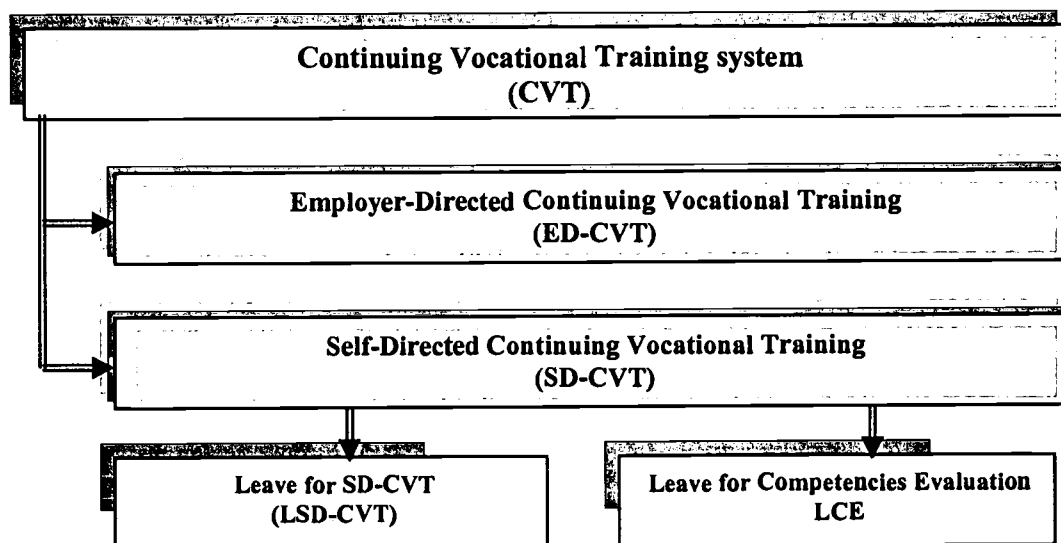 Continuing Vocational Training system
(CVT)
Employer-Directed Continuing Vocational Training
(ED-CVT)
Self-Directed Continuing Vocational Training
(SD-CVT)
Leave for SD-CVT
(LSD-CVT)
Leave for Competencies Evaluation
LCE